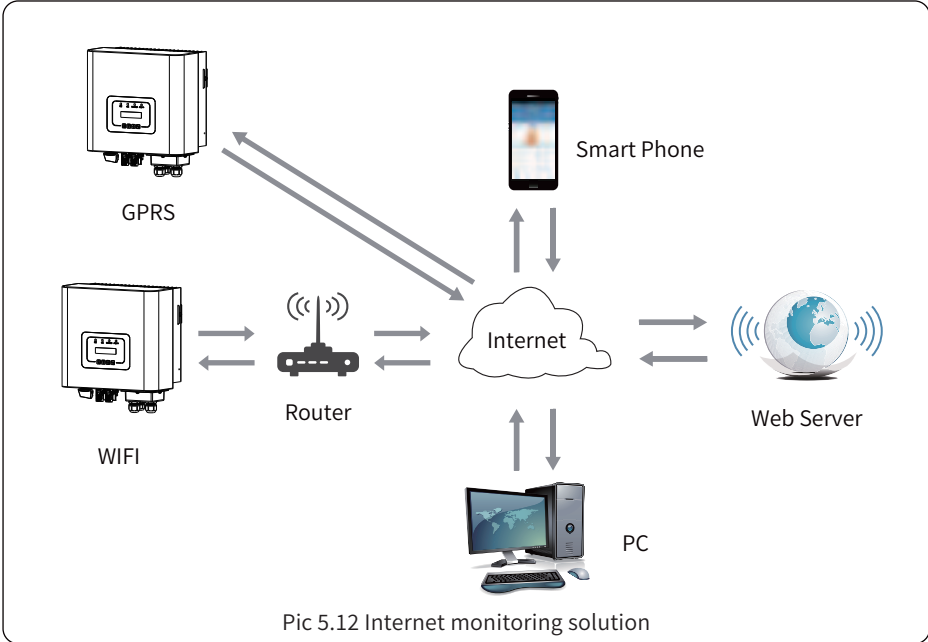 Smart Phone
GPRS
Internet
Router
Web Server
WIFI
PC
Pic 5.12 Internet monitoring solution